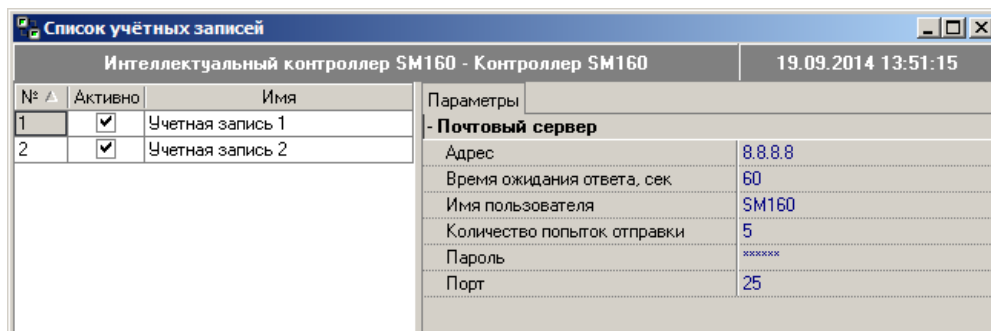 Список учётных записей
Интеллектуальный контроллер SM160 - Контроллер SM160 19.09.2014 13:51:15
№ Активно Имя
1 Учетная запись 1
2 Учетная запись 2
Параметры
- Почтовый сервер
Адрес 8.8.8.8
Время ожидания ответа, сек 60
Имя пользователя SM160
Количество попыток отправки 5
Пароль ******
Порт 25